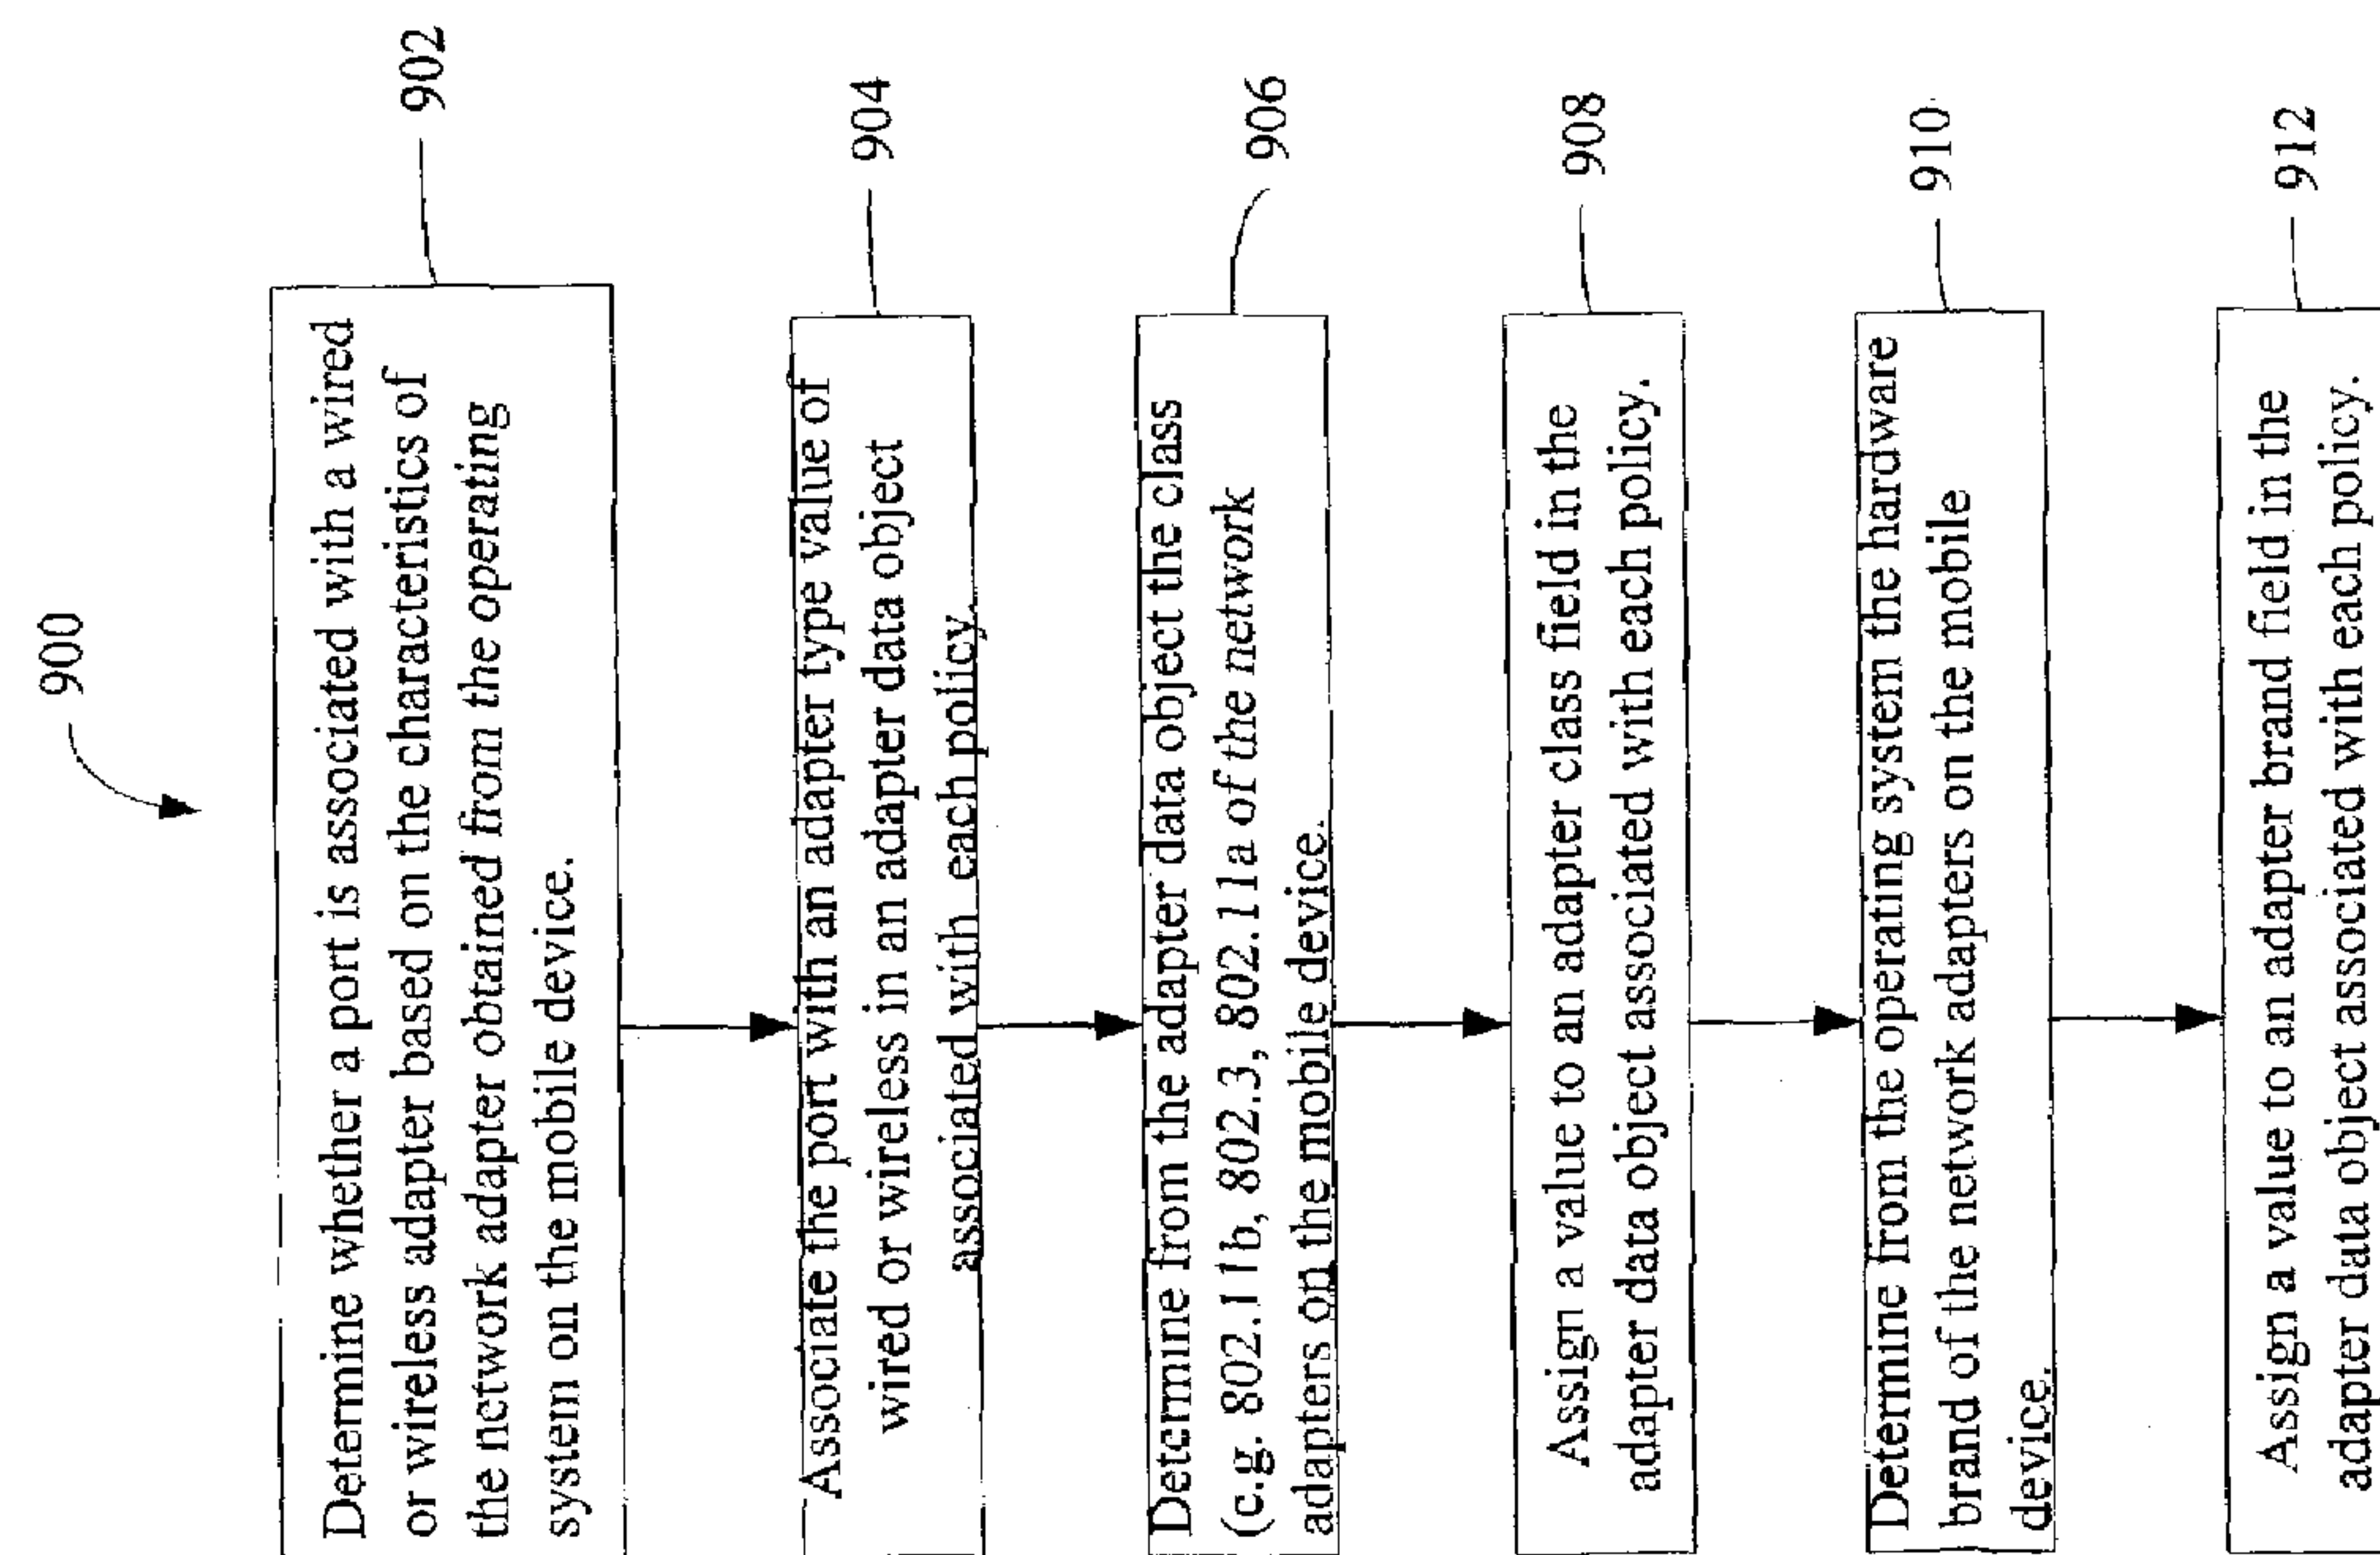 900
Determine whether a port is associated with a wired
or wireless adapter based on the characteristics of
the network adapter obtained from the operating
system on the mobile device.
902
Associate the port with an adapter type value of
wired or wireless in an adapter data object
associated with each policy.
904
Determine from the adapter data object the class
(e.g. 802.11b, 802.3, 802.11a of the network
adapters on the mobile device.
906
Assign a value to an adapter class field in the
adapter data object associated with each policy.
908
Determine from the operating system the hardware
brand of the network adapters on the mobile
device.
910
Assign a value to an adapter brand field in the
adapter data object associated with each policy.
912